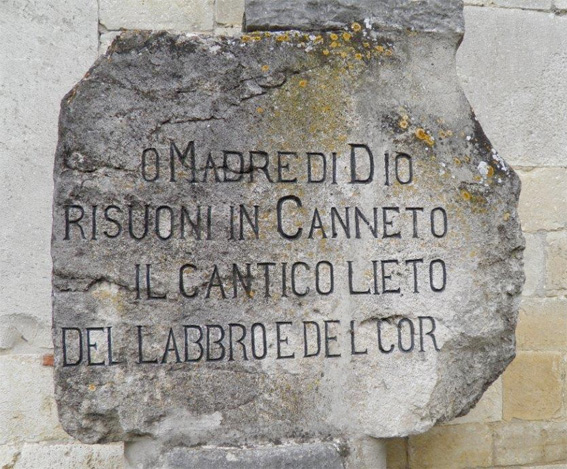 O MADRE DI DIO
RISUONI IN CANNETO
IL CANTICO LIETO
DEL LABBRO E DEL COR